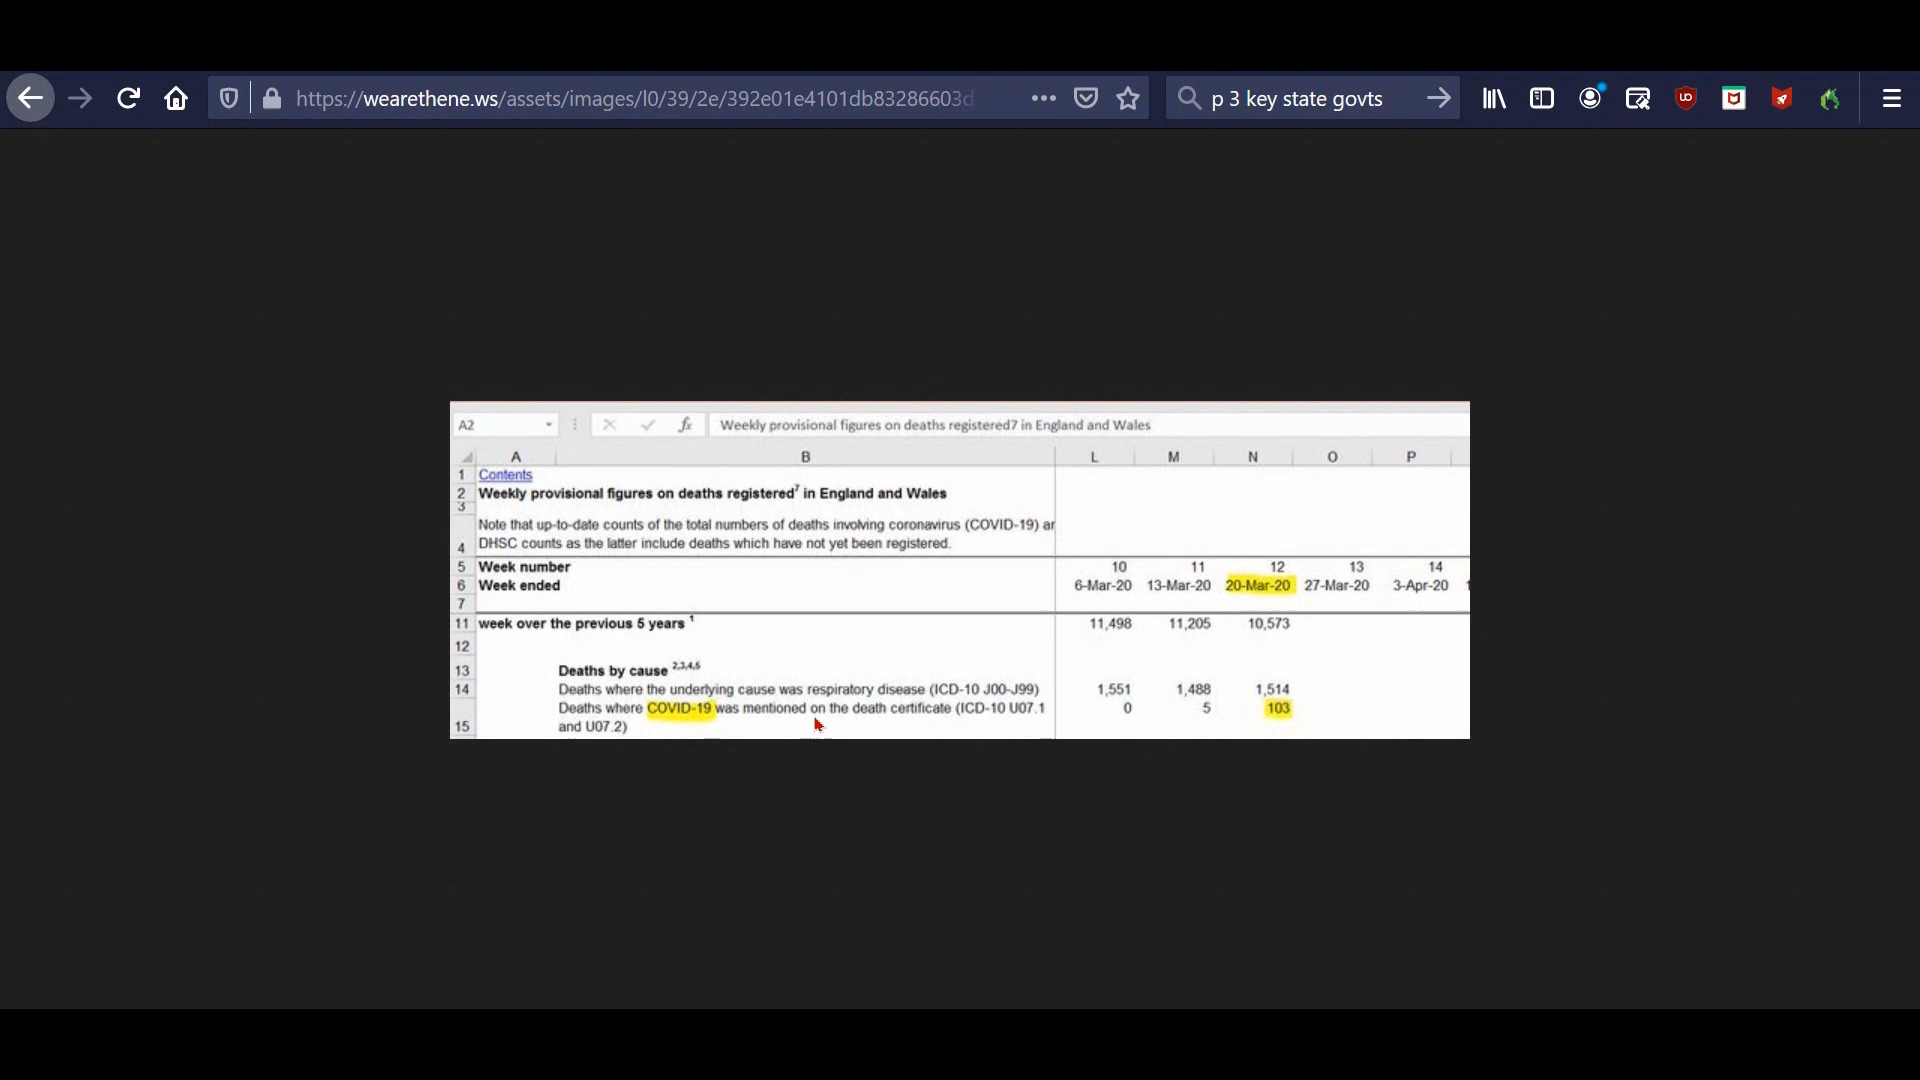 https://wearethene.ws/assets/images/l0/39/2e/392e01e4101db83286603d
p 3 key state govts
A2 fx Weekly provisional figures on deaths registered7 in England and Wales
A B L M N O P
1 Contents
2 Weekly provisional figures on deaths registered7 in England and Wales
3
Note that up-to-date counts of the total numbers of deaths involving coronavirus (COVID-19) ar
4 DHSC counts as the latter include deaths which have not yet been registered.
5 Week number 10 11 12 13 14
6 Week ended 6-Mar-20 13-Mar-20 20-Mar-20 27-Mar-20 3-Apr-20 1
7
11 week over the previous 5 years 1 11,498 11,205 10,573
12
13 Deaths by cause 2,3,4,5
14 Deaths where the underlying cause was respiratory disease (ICD-10 J00-J99) 1,551 1,488 1,514
Deaths where COVID-19 was mentioned on the death certificate (ICD-10 U07.1 0 5 103
15 and U07.2)